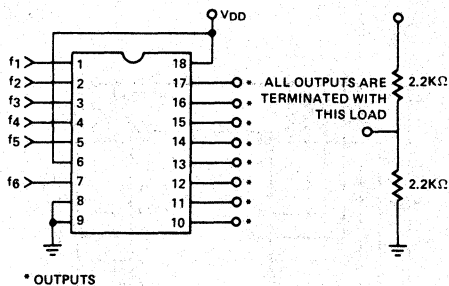 VDD
f1 1 18
f2 2 17 *
f3 3 16 *
f4 4 15 *
f5 5 14 *
6 13 *
f6 7 12 *
8 11 *
9 10 *
ALL OUTPUTS ARE
TERMINATED WITH
THIS LOAD
2.2KΩ
2.2KΩ
* OUTPUTS